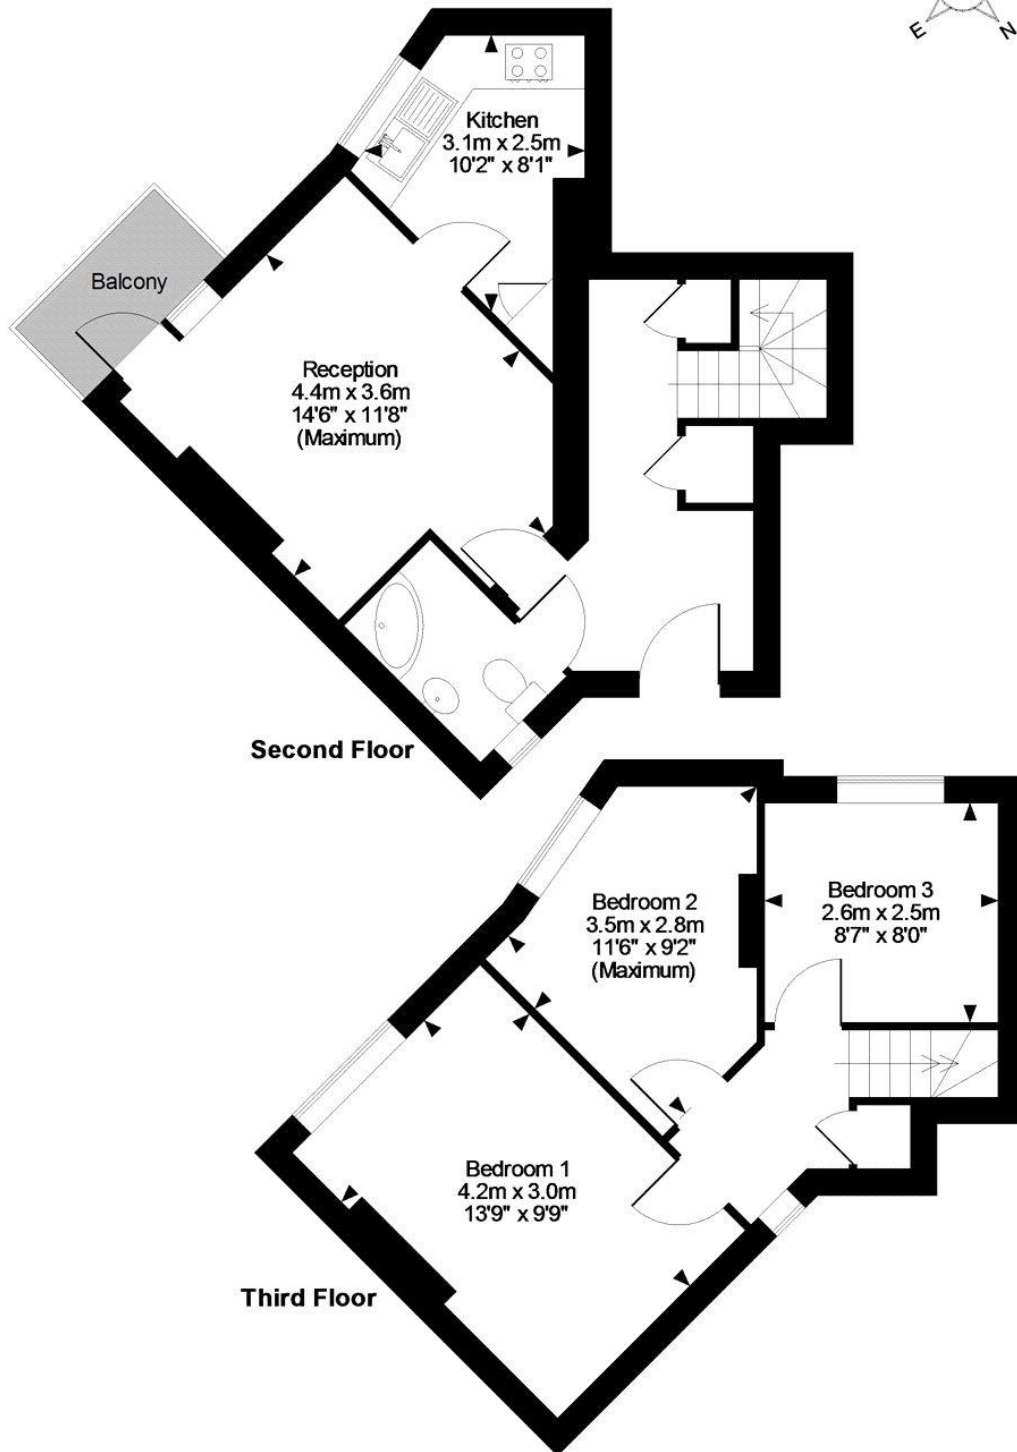 E
N
Kitchen
3.1m x 2.5m
10'2" x 8'1"
Balcony
Reception
4.4m x 3.6m
14'6" x 11'8"
(Maximum)
Second Floor
Bedroom 2
3.5m x 2.8m
11'6" x 9'2"
(Maximum)
Bedroom 3
2.6m x 2.5m
8'7" x 8'0"
Bedroom 1
4.2m x 3.0m
13'9" x 9'9"
Third Floor